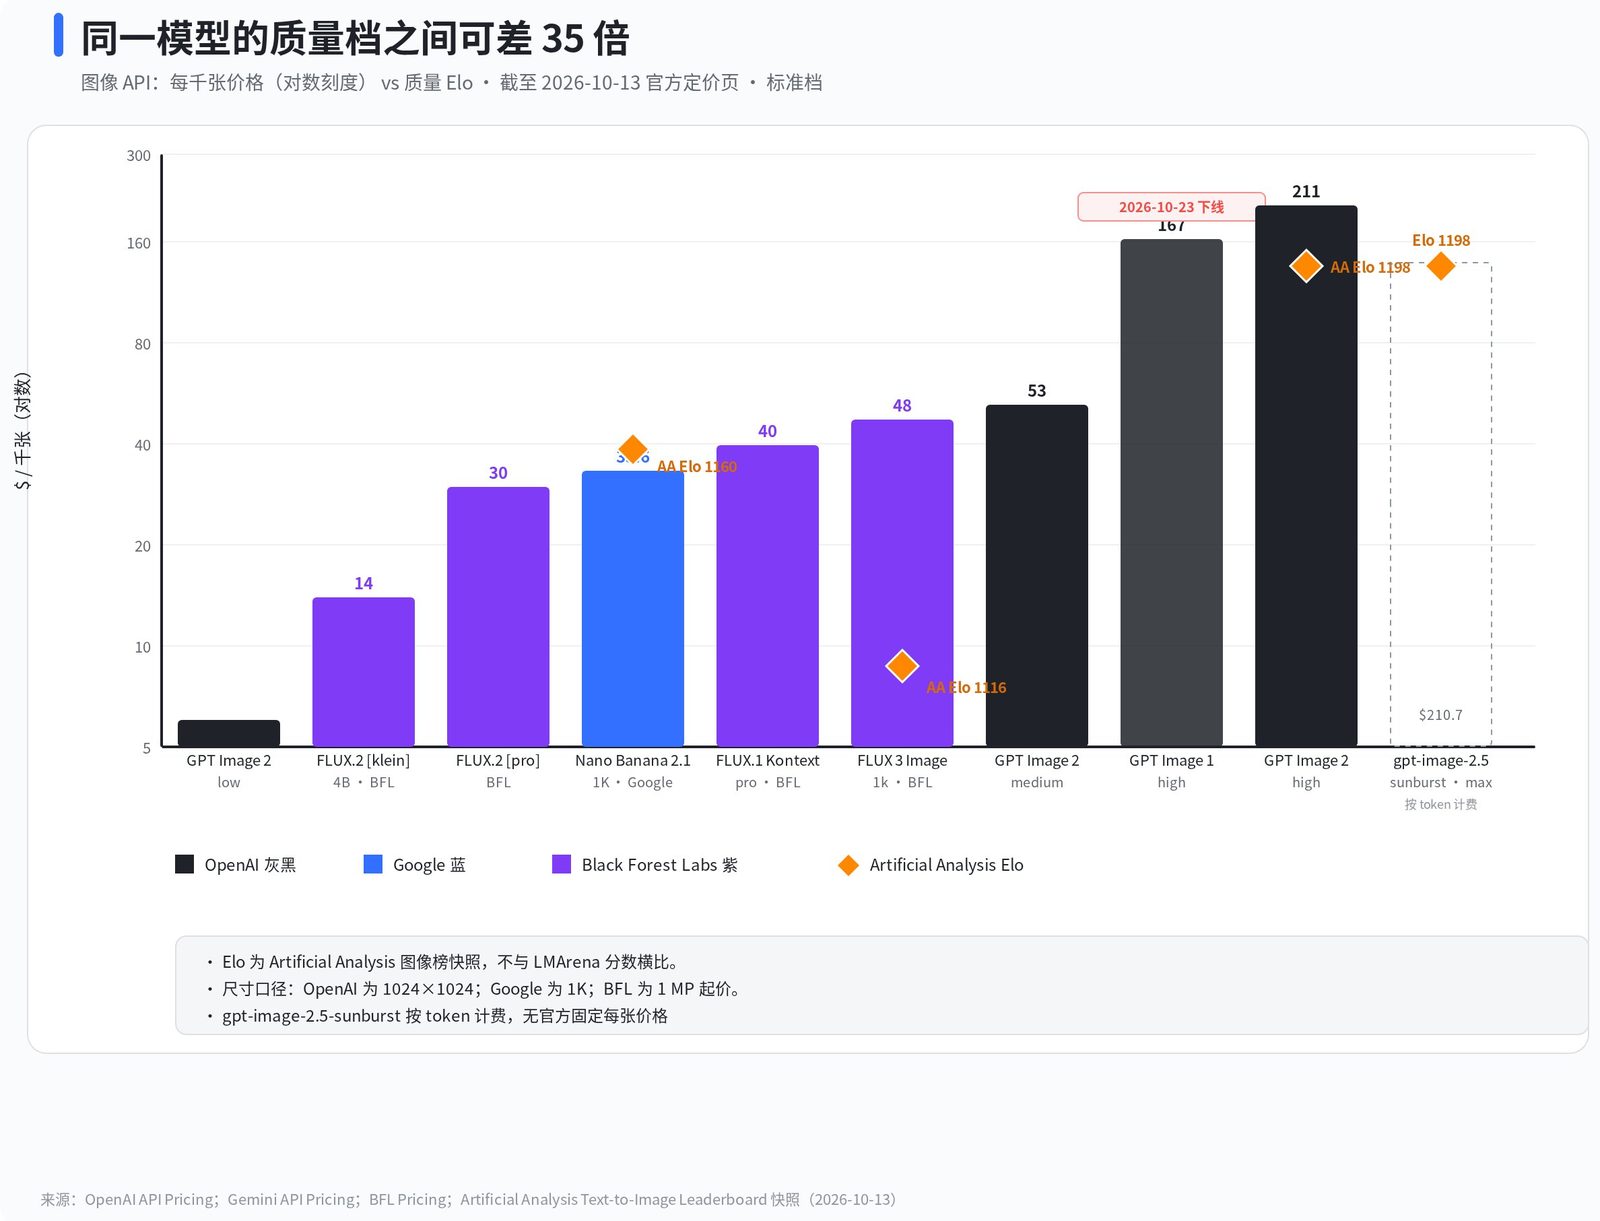 同一模型的质量档之间可差 35 倍
图像 API：每千张价格（对数刻度） vs 质量 Elo · 截至 2026-10-13 官方定价页 · 标准档
$ / 千张（对数）
300
160
80
40
20
10
5
2026-10-23 下线
14
30
40
48
53
167
211
AA Elo 1160
AA Elo 1116
AA Elo 1198
Elo 1198
$210.7
GPT Image 2
low
FLUX.2 [klein]
4B · BFL
FLUX.2 [pro]
BFL
Nano Banana 2.1
1K · Google
FLUX.1 Kontext
pro · BFL
FLUX 3 Image
1k · BFL
GPT Image 2
medium
GPT Image 1
high
GPT Image 2
high
gpt-image-2.5
sunburst · max
按 token 计费
OpenAI 灰黑
Google 蓝
Black Forest Labs 紫
Artificial Analysis Elo
· Elo 为 Artificial Analysis 图像榜快照，不与 LMArena 分数横比。
· 尺寸口径：OpenAI 为 1024×1024；Google 为 1K；BFL 为 1 MP 起价。
· gpt-image-2.5-sunburst 按 token 计费，无官方固定每张价格
来源：OpenAI API Pricing；Gemini API Pricing；BFL Pricing；Artificial Analysis Text-to-Image Leaderboard 快照（2026-10-13）